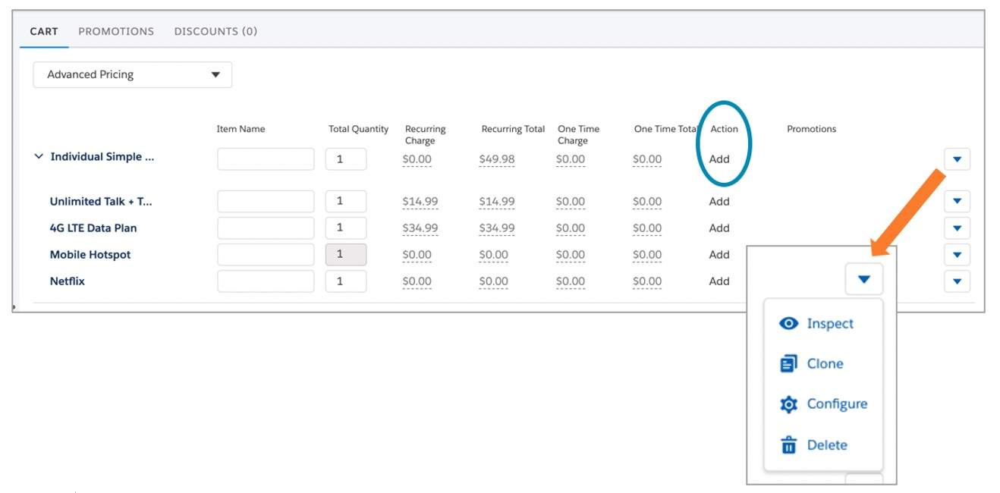 CART PROMOTIONS DISCOUNTS (0)
Advanced Pricing
Item Name Total Quantity Recurring Charge Recurring Total One Time Charge One Time Total Action Promotions
Individual Simple ... 1 $0.00 $49.98 $0.00 $0.00 Add
Unlimited Talk + T... 1 $14.99 $14.99 $0.00 $0.00 Add
4G LTE Data Plan 1 $34.99 $34.99 $0.00 $0.00 Add
Mobile Hotspot 1 $0.00 $0.00 $0.00 $0.00 Add
Netflix 1 $0.00 $0.00 $0.00 $0.00 Add
Inspect
Clone
Configure
Delete